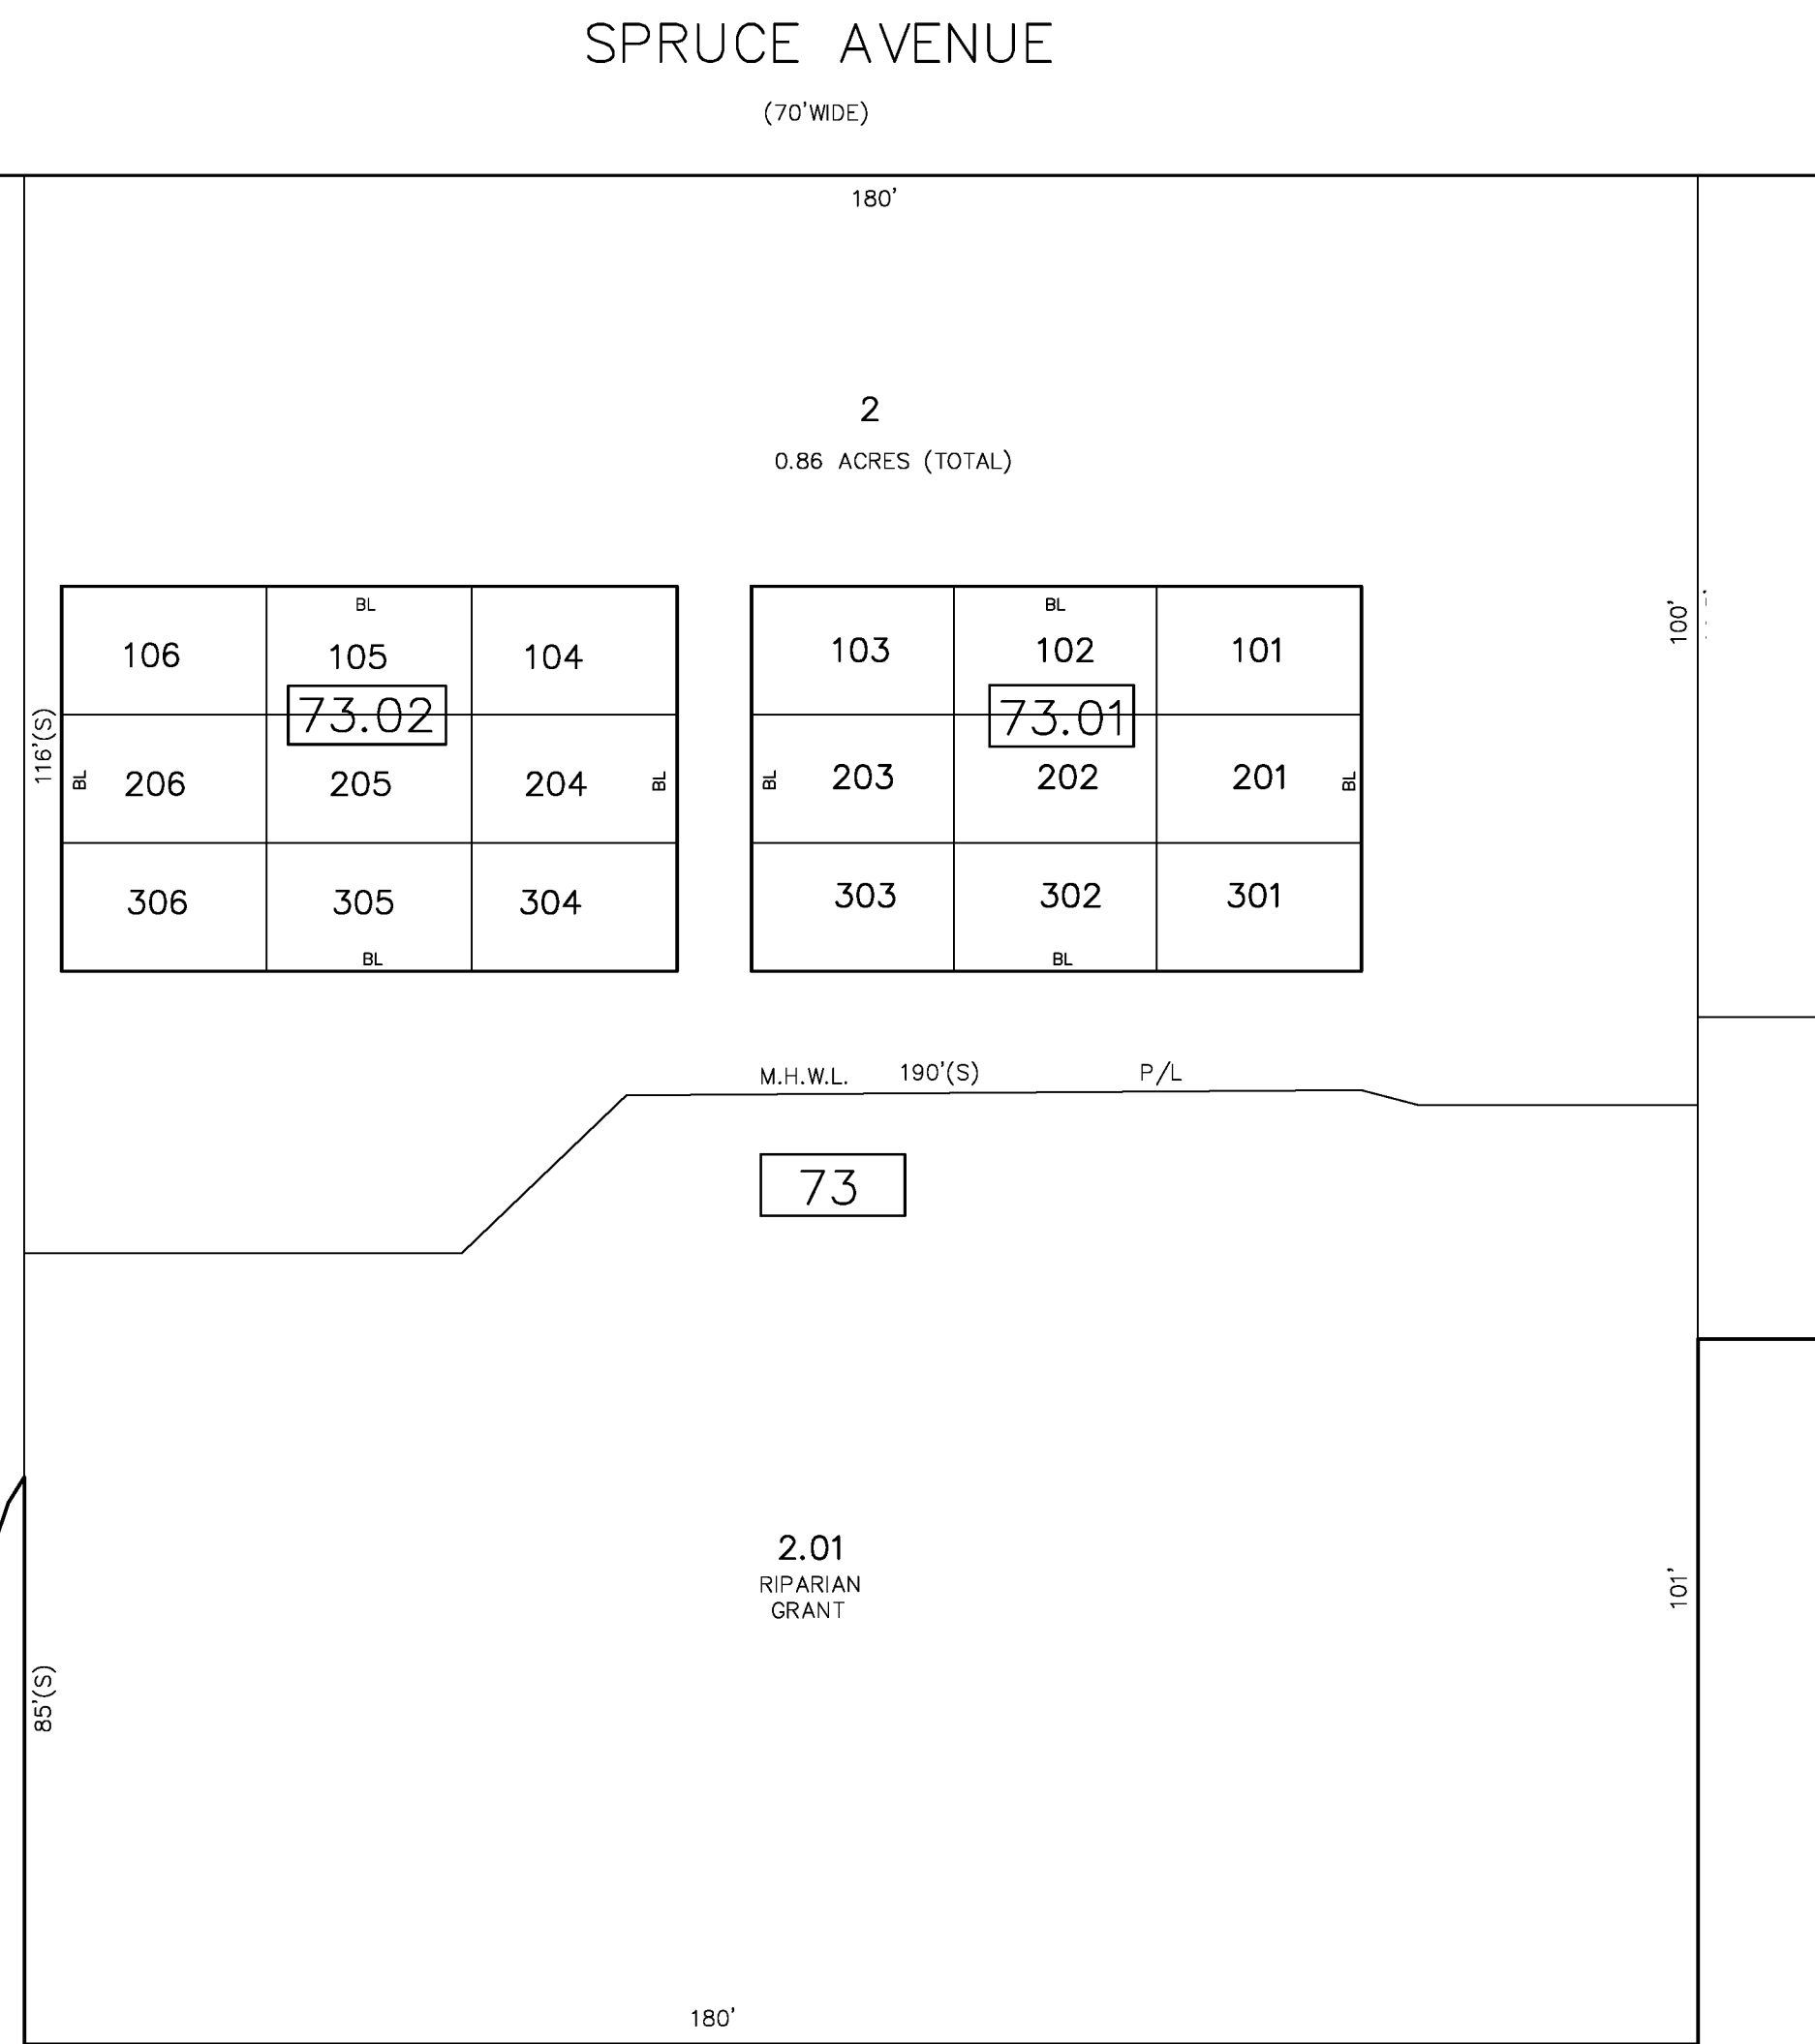 SPRUCE AVENUE
(70'WIDE)
180'
2
0.86 ACRES (TOTAL)
100'
116'(S)
BL
106
105
104
73.02
BL
206
205
204
BL
306
305
304
BL
BL
103
102
101
73.01
BL
203
202
201
BL
303
302
301
BL
M.H.W.L.
190'(S)
P/L
73
2.01
RIPARIAN
GRANT
101'
85'(S)
180'